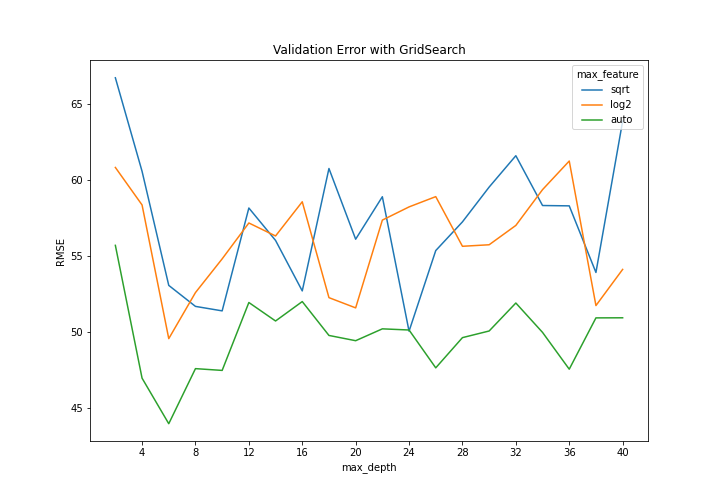 Validation Error with GridSearch
max_feature
sqrt
log2
auto
65
60
55
50
45
RMSE
4 8 12 16 20 24 28 32 36 40
max_depth